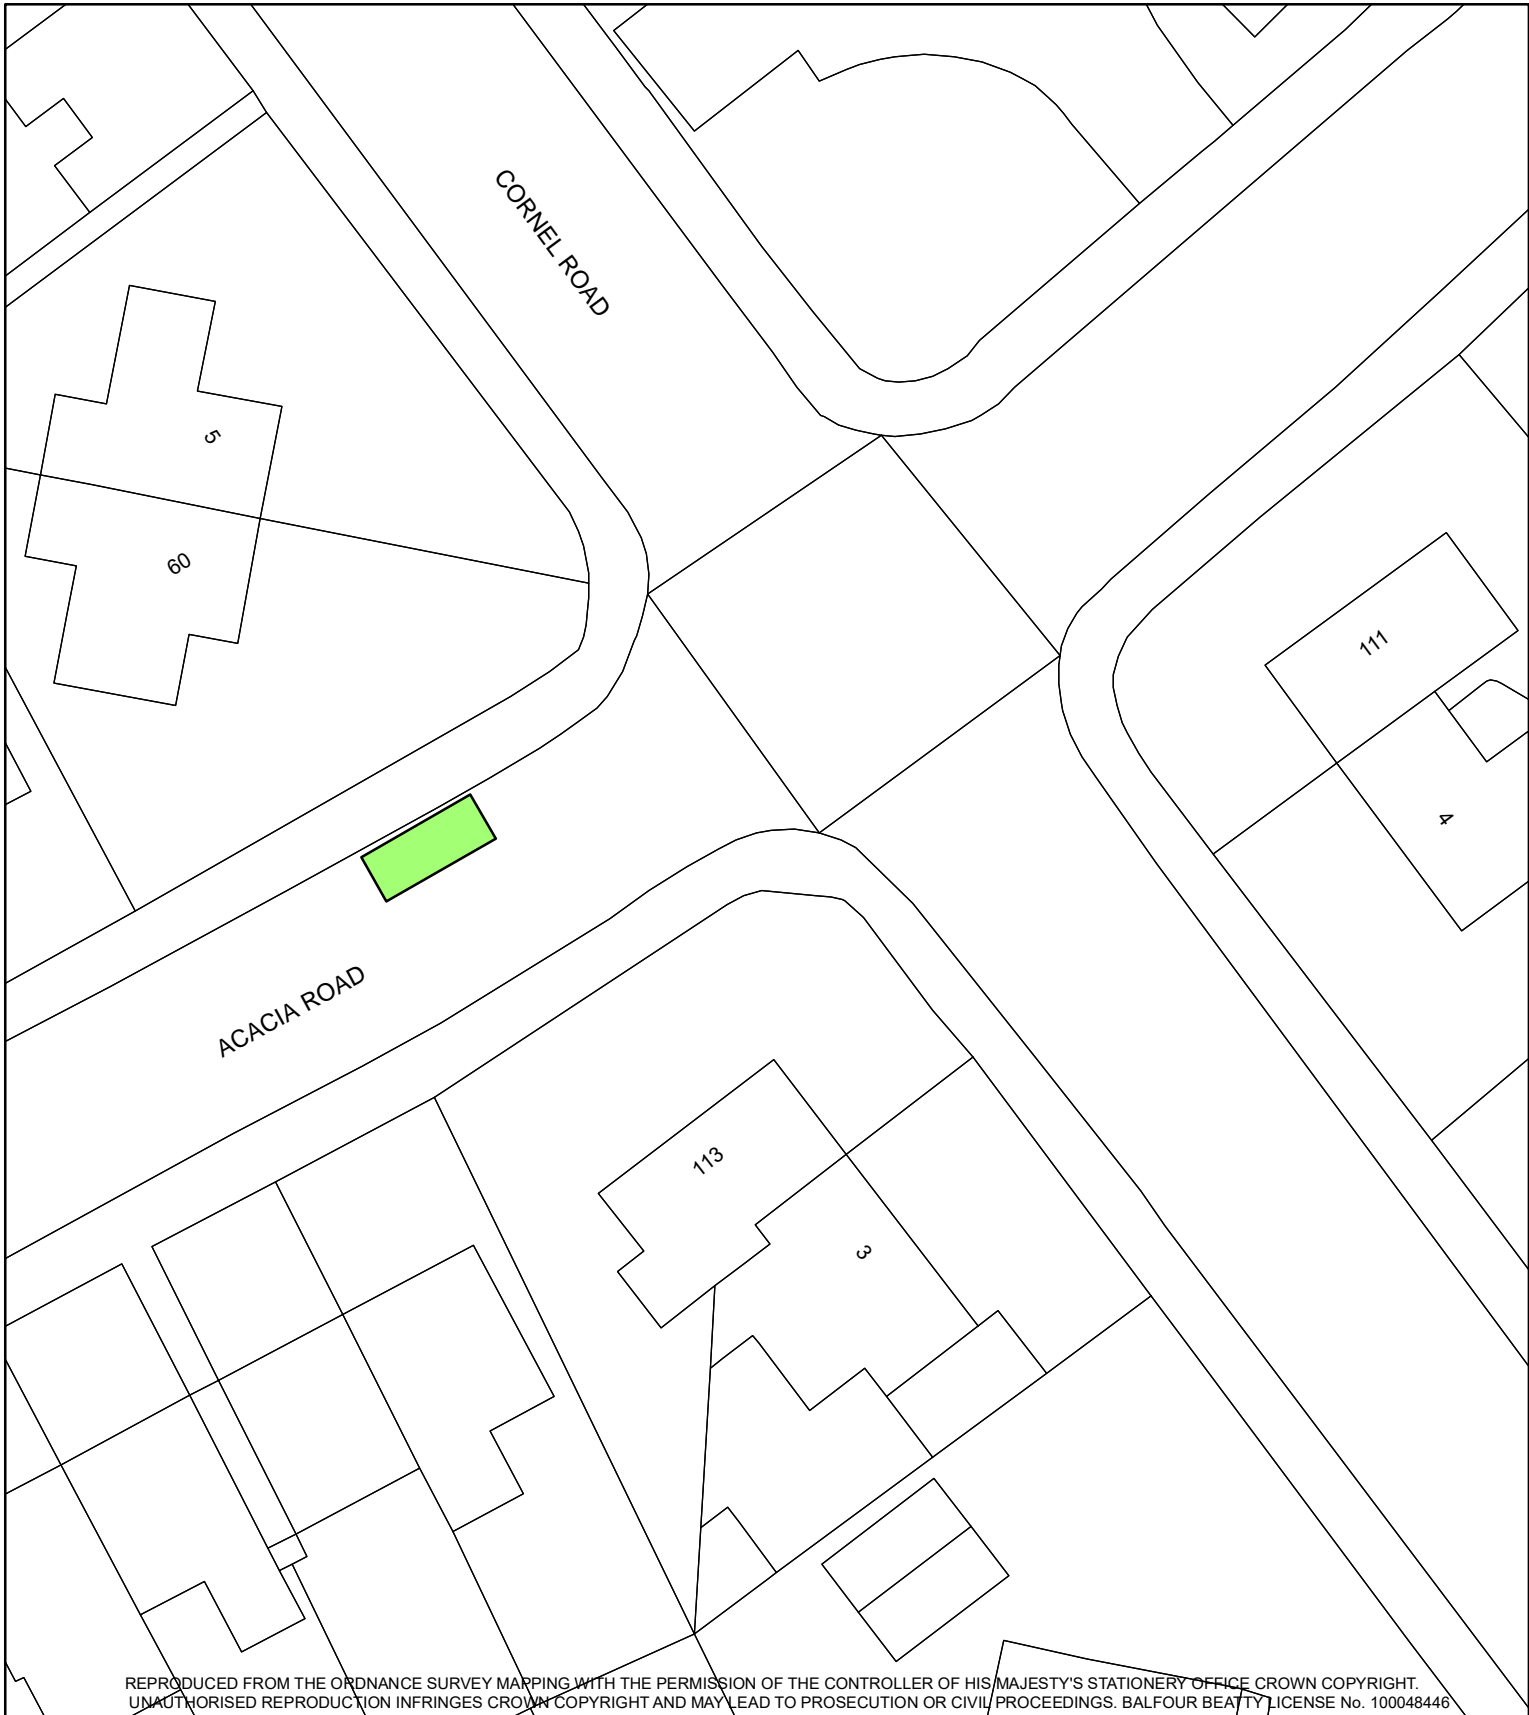 CORNEL ROAD
5
60
111
4
ACACIA ROAD
113
3
REPRODUCED FROM THE ORDNANCE SURVEY MAPPING WITH THE PERMISSION OF THE CONTROLLER OF HIS MAJESTY'S STATIONERY OFFICE CROWN COPYRIGHT.
UNAUTHORISED REPRODUCTION INFRINGES CROWN COPYRIGHT AND MAY LEAD TO PROSECUTION OR CIVIL PROCEEDINGS. BALFOUR BEATTY LICENSE No. 100048446